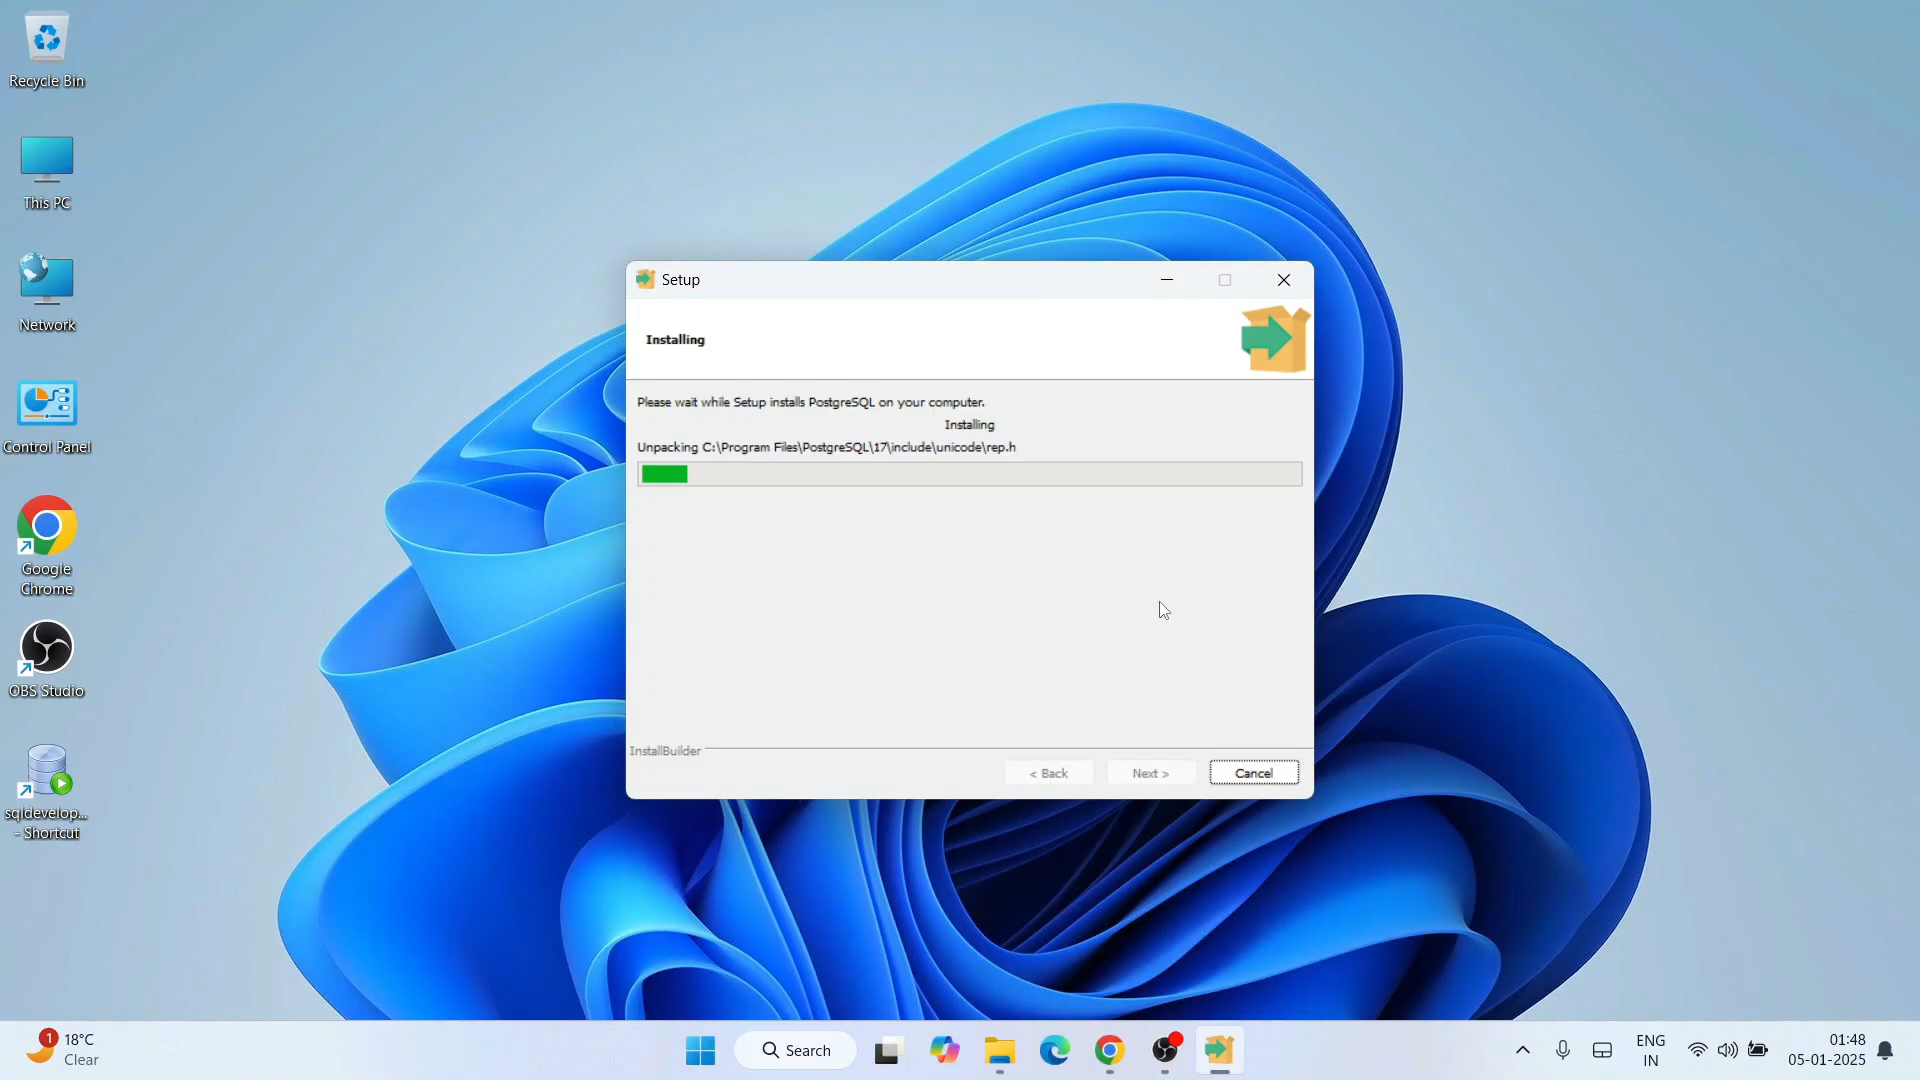 Recycle Bin
This PC
Network
Control Panel
Google
Chrome
OBS Studio
sqldevelop...
- Shortcut
Setup
Installing
Please wait while Setup installs PostgreSQL on your computer.
Installing
Unpacking C:\Program Files\PostgreSQL\17\include\unicode\rep.h
InstallBuilder
< Back
Next >
Cancel
1
18°C
Clear
Search
ENG
IN
01:48
05-01-2025